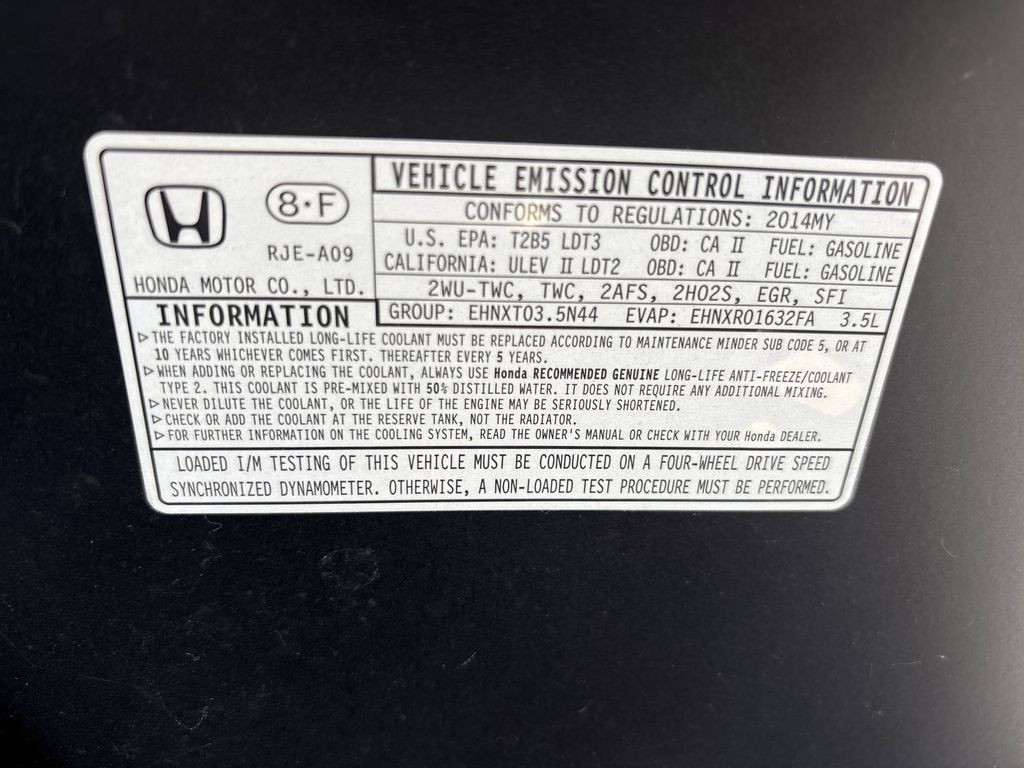 8·F
RJE-A09
HONDA MOTOR CO., LTD.
VEHICLE EMISSION CONTROL INFORMATION
CONFORMS TO REGULATIONS: 2014MY
U.S. EPA: T2B5 LDT3 OBD: CA II FUEL: GASOLINE
CALIFORNIA: ULEV II LDT2 OBD: CA II FUEL: GASOLINE
2WU-TWC, TWC, 2AFS, 2HO2S, EGR, SFI
GROUP: EHNXT03.5N44 EVAP: EHNXR01632FA 3.5L
INFORMATION
▷THE FACTORY INSTALLED LONG-LIFE COOLANT MUST BE REPLACED ACCORDING TO MAINTENANCE MINDER SUB CODE 5, OR AT
10 YEARS WHICHEVER COMES FIRST. THEREAFTER EVERY 5 YEARS.
▷WHEN ADDING OR REPLACING THE COOLANT, ALWAYS USE Honda RECOMMENDED GENUINE LONG-LIFE ANTI-FREEZE/COOLANT
TYPE 2. THIS COOLANT IS PRE-MIXED WITH 50% DISTILLED WATER. IT DOES NOT REQUIRE ANY ADDITIONAL MIXING.
▷NEVER DILUTE THE COOLANT, OR THE LIFE OF THE ENGINE MAY BE SERIOUSLY SHORTENED.
▷CHECK OR ADD THE COOLANT AT THE RESERVE TANK, NOT THE RADIATOR.
▷FOR FURTHER INFORMATION ON THE COOLING SYSTEM, READ THE OWNER'S MANUAL OR CHECK WITH YOUR Honda DEALER.
LOADED I/M TESTING OF THIS VEHICLE MUST BE CONDUCTED ON A FOUR-WHEEL DRIVE SPEED
SYNCHRONIZED DYNAMOMETER. OTHERWISE, A NON-LOADED TEST PROCEDURE MUST BE PERFORMED.